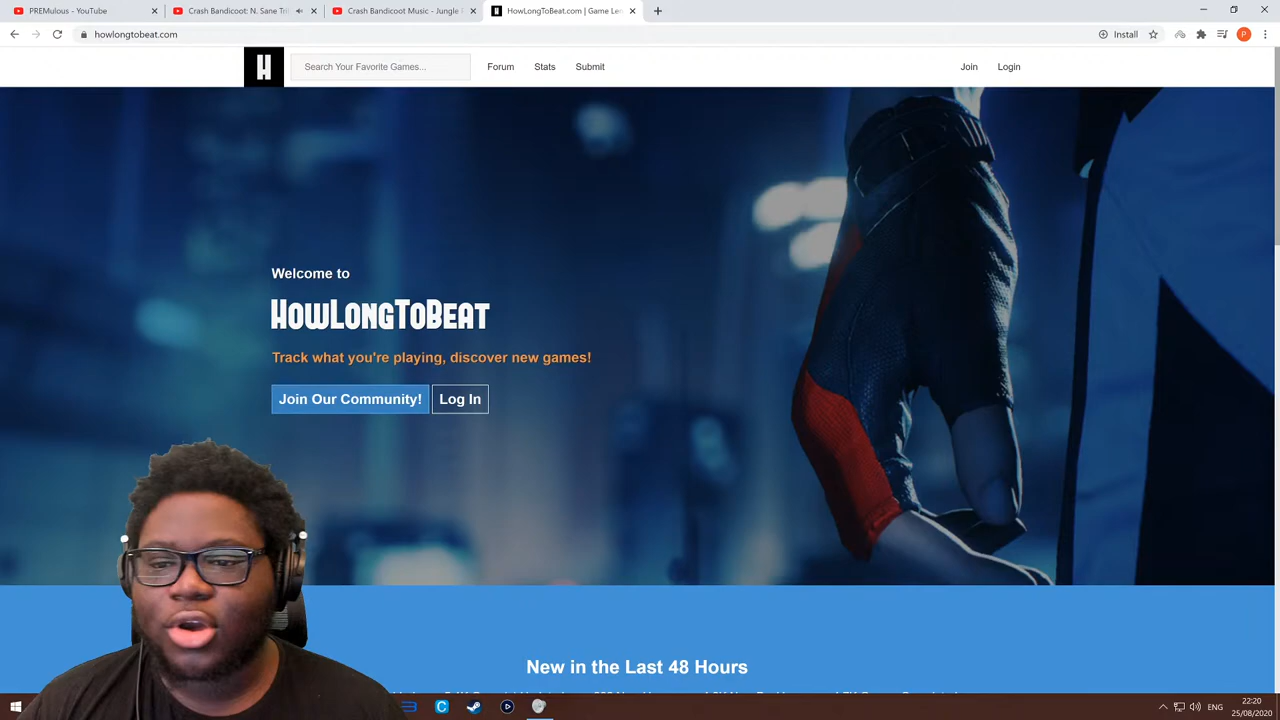 PREMulous - YouTube
Crash Bandicoot: N. Sane Tri
Crash Bandicoot Music - Jungle
HowLongToBeat.com | Game Len
howlongtobeat.com
Install
P
H
Search Your Favorite Games...
Forum
Stats
Submit
Join
Login
Welcome to
HOWLONGTOBEAT
Track what you're playing, discover new games!
Join Our Community!
Log In
New in the Last 48 Hours
ENG
22:20
25/08/2020